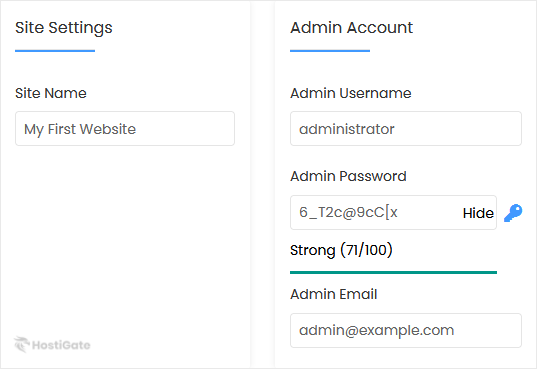 Site Settings
Site Name
My First Website
Admin Account
Admin Username
administrator
Admin Password
6_T2c@9cC[x Hide
Strong (71/100)
Admin Email
admin@example.com
HostiGate